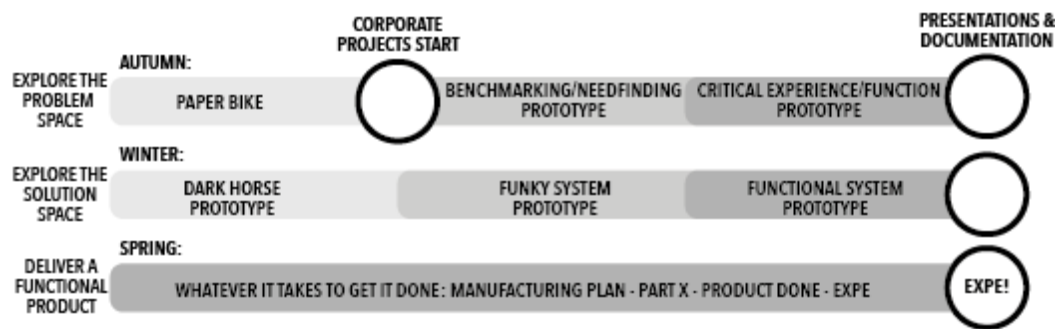 CORPORATE
PROJECTS START
PRESENTATIONS &
DOCUMENTATION
AUTUMN:
EXPLORE THE
PROBLEM
SPACE
PAPER BIKE
BENCHMARKING/NEEDFINDING
PROTOTYPE
CRITICAL EXPERIENCE/FUNCTION
PROTOTYPE
WINTER:
EXPLORE THE
SOLUTION
SPACE
DARK HORSE
PROTOTYPE
FUNKY SYSTEM
PROTOTYPE
FUNCTIONAL SYSTEM
PROTOTYPE
SPRING:
DELIVER A
FUNCTIONAL
PRODUCT
WHATEVER IT TAKES TO GET IT DONE: MANUFACTURING PLAN - PART X - PRODUCT DONE - EXPE
EXPE!